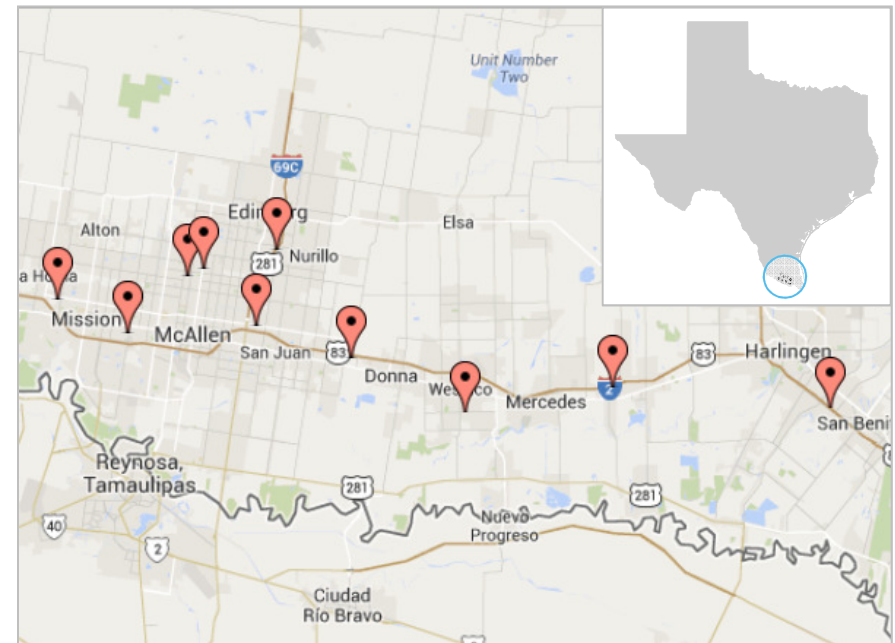 Unit Number
Two
69C
Edinburg
Alton
Elsa
281
Nurillo
Mission
McAllen
San Juan
83
Donna
83
Harlingen
2
Mercedes
San Beni
Reynosa,
Tamaulipas
281
281
40
2
Nuevo
Progreso
Ciudad
Río Bravo